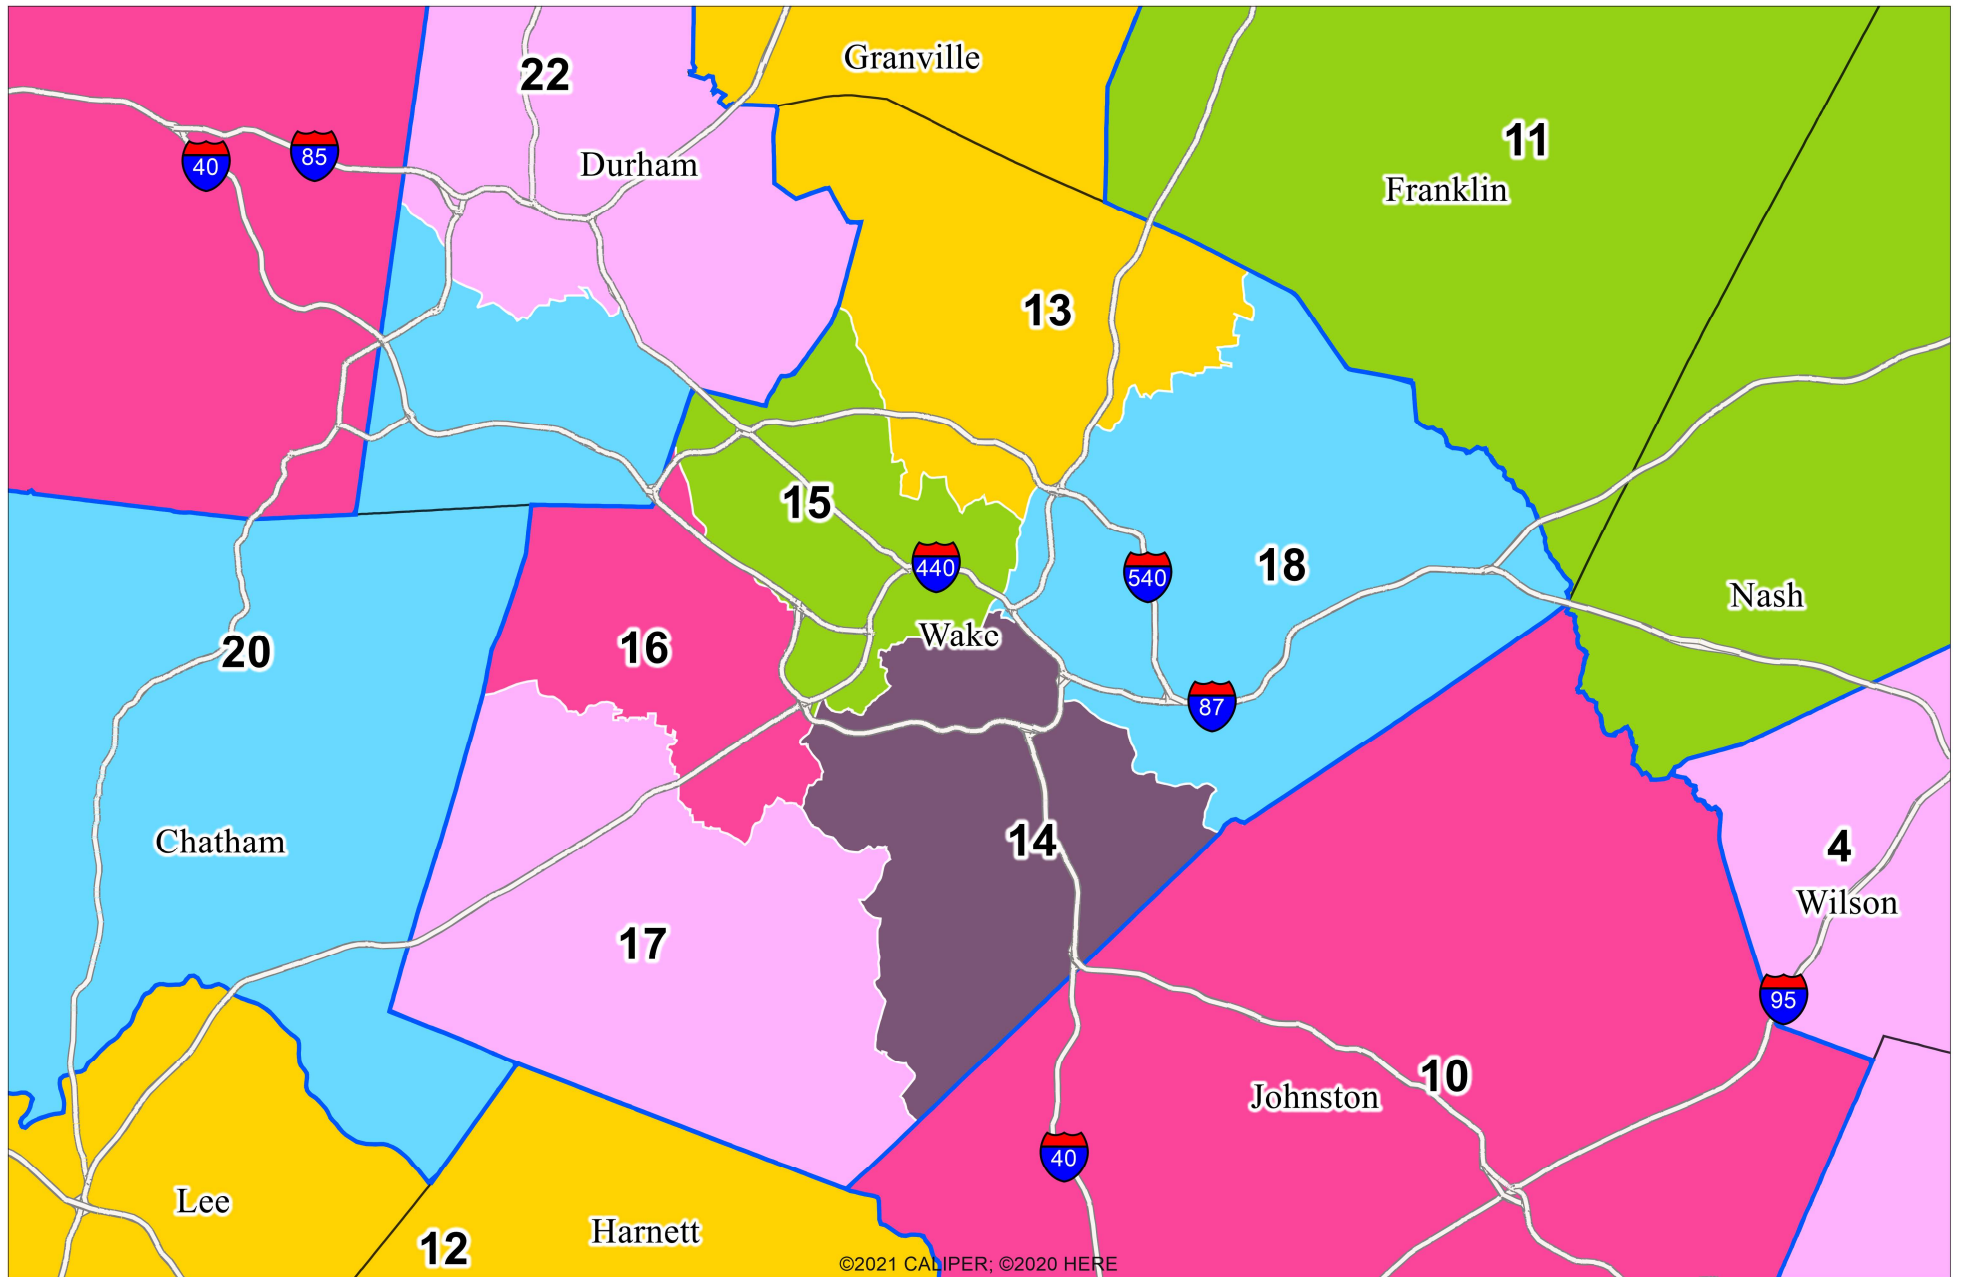 Granville
22
11
Durham
40
85
Franklin
13
15
440
540
18
Nash
Wake
16
20
87
Chatham
14
4
Wilson
17
95
10
Johnston
40
Lee
Harnett
12
©2021 CALIPER; ©2020 HERE